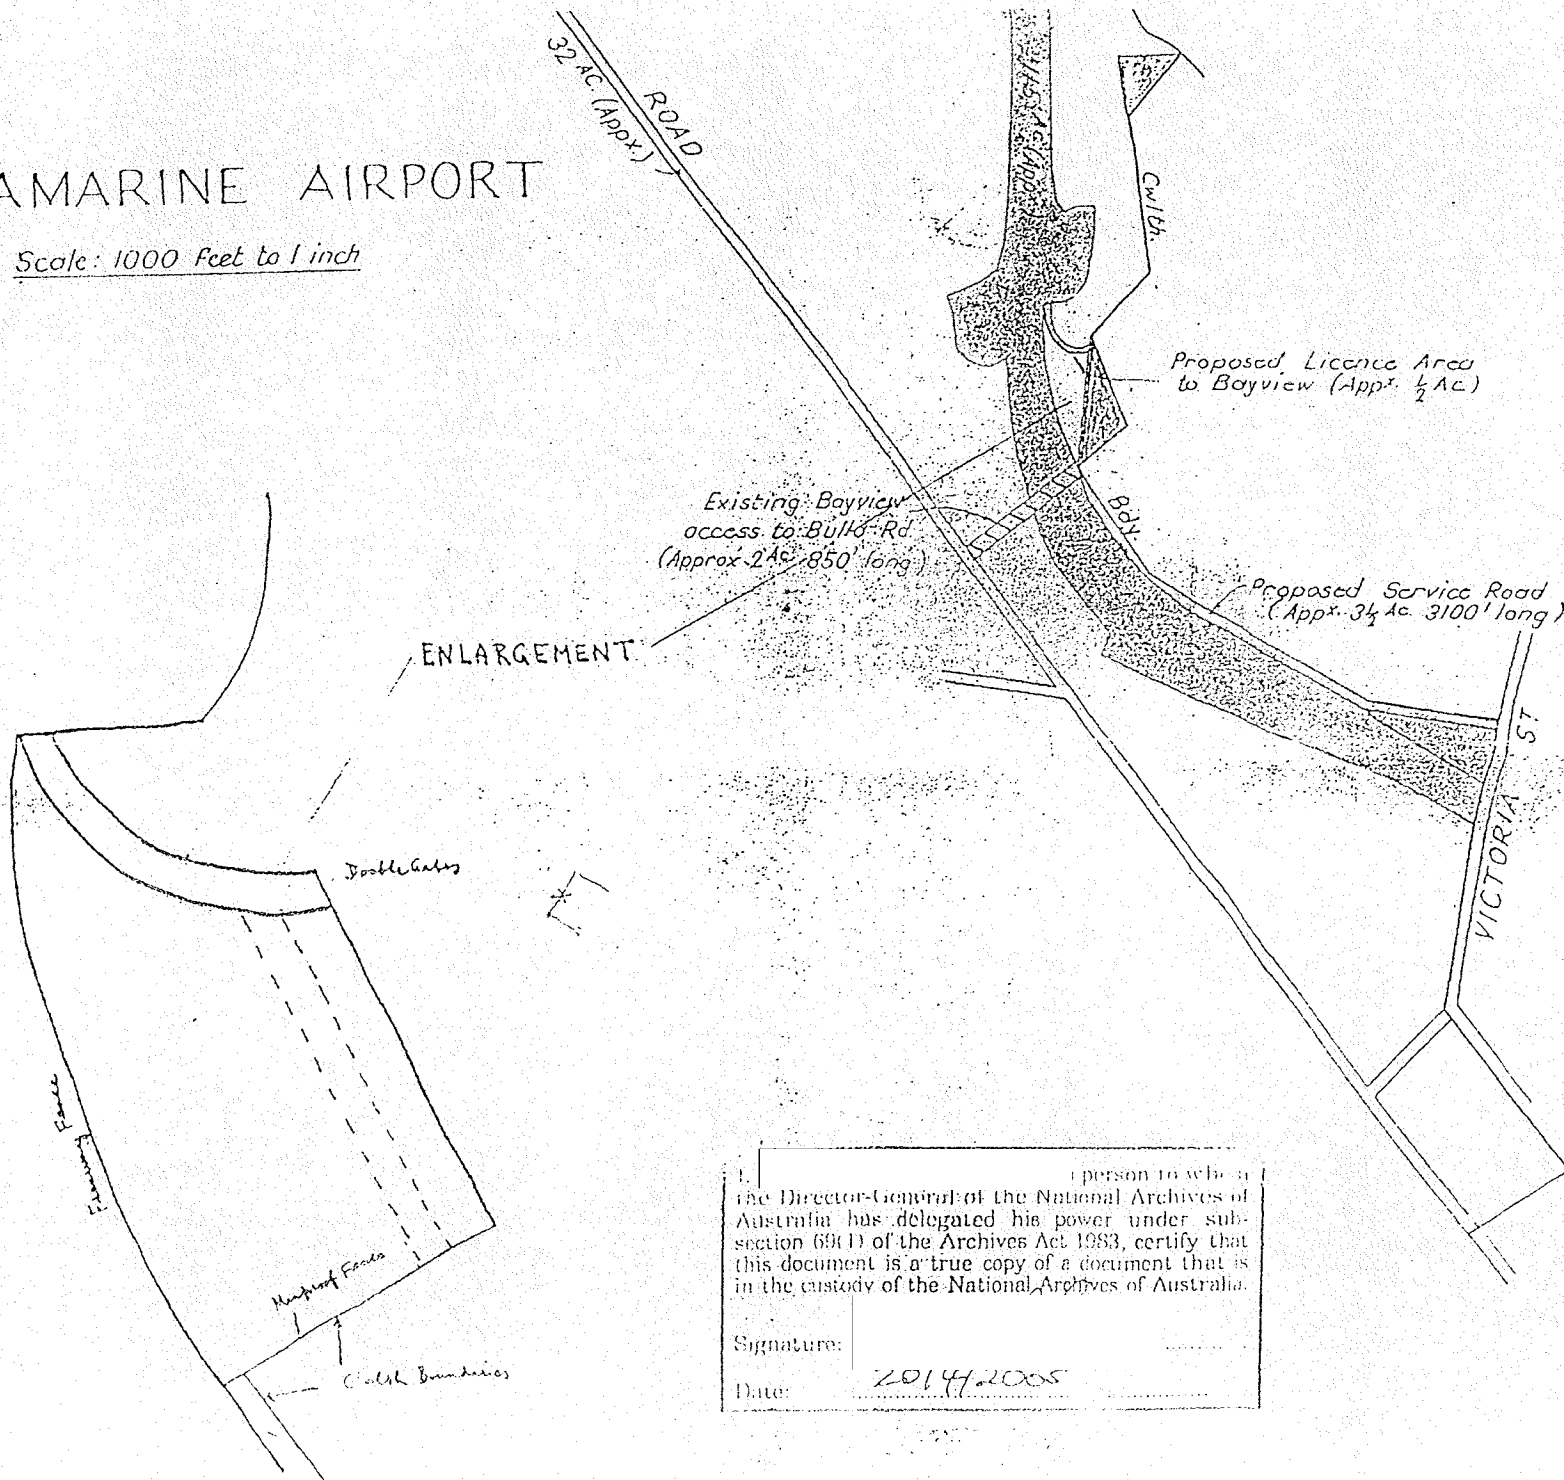 AMARINE AIRPORT
Scale: 1000 feet to 1 inch
ROAD
32 AC. (Appx.)
Cwlth.
Proposed Licence Area
to Bayview (Appx. ½ Ac)
Existing Bayview
access to Bulla Rd
(Approx 2 Ac 850' long)
Bdy.
Proposed Service Road
(Appx. 3½ Ac. 3100' long)
ENLARGEMENT
VICTORIA ST
Double Gates
Freeway Fence
Manproof Fence
C'wlth Boundaries
I, person to whom
the Director-General of the National Archives of
Australia has delegated his power under sub-
section 69(1) of the Archives Act 1983, certify that
this document is a true copy of a document that is
in the custody of the National Archives of Australia.
Signature:
Date: 20/4/2005